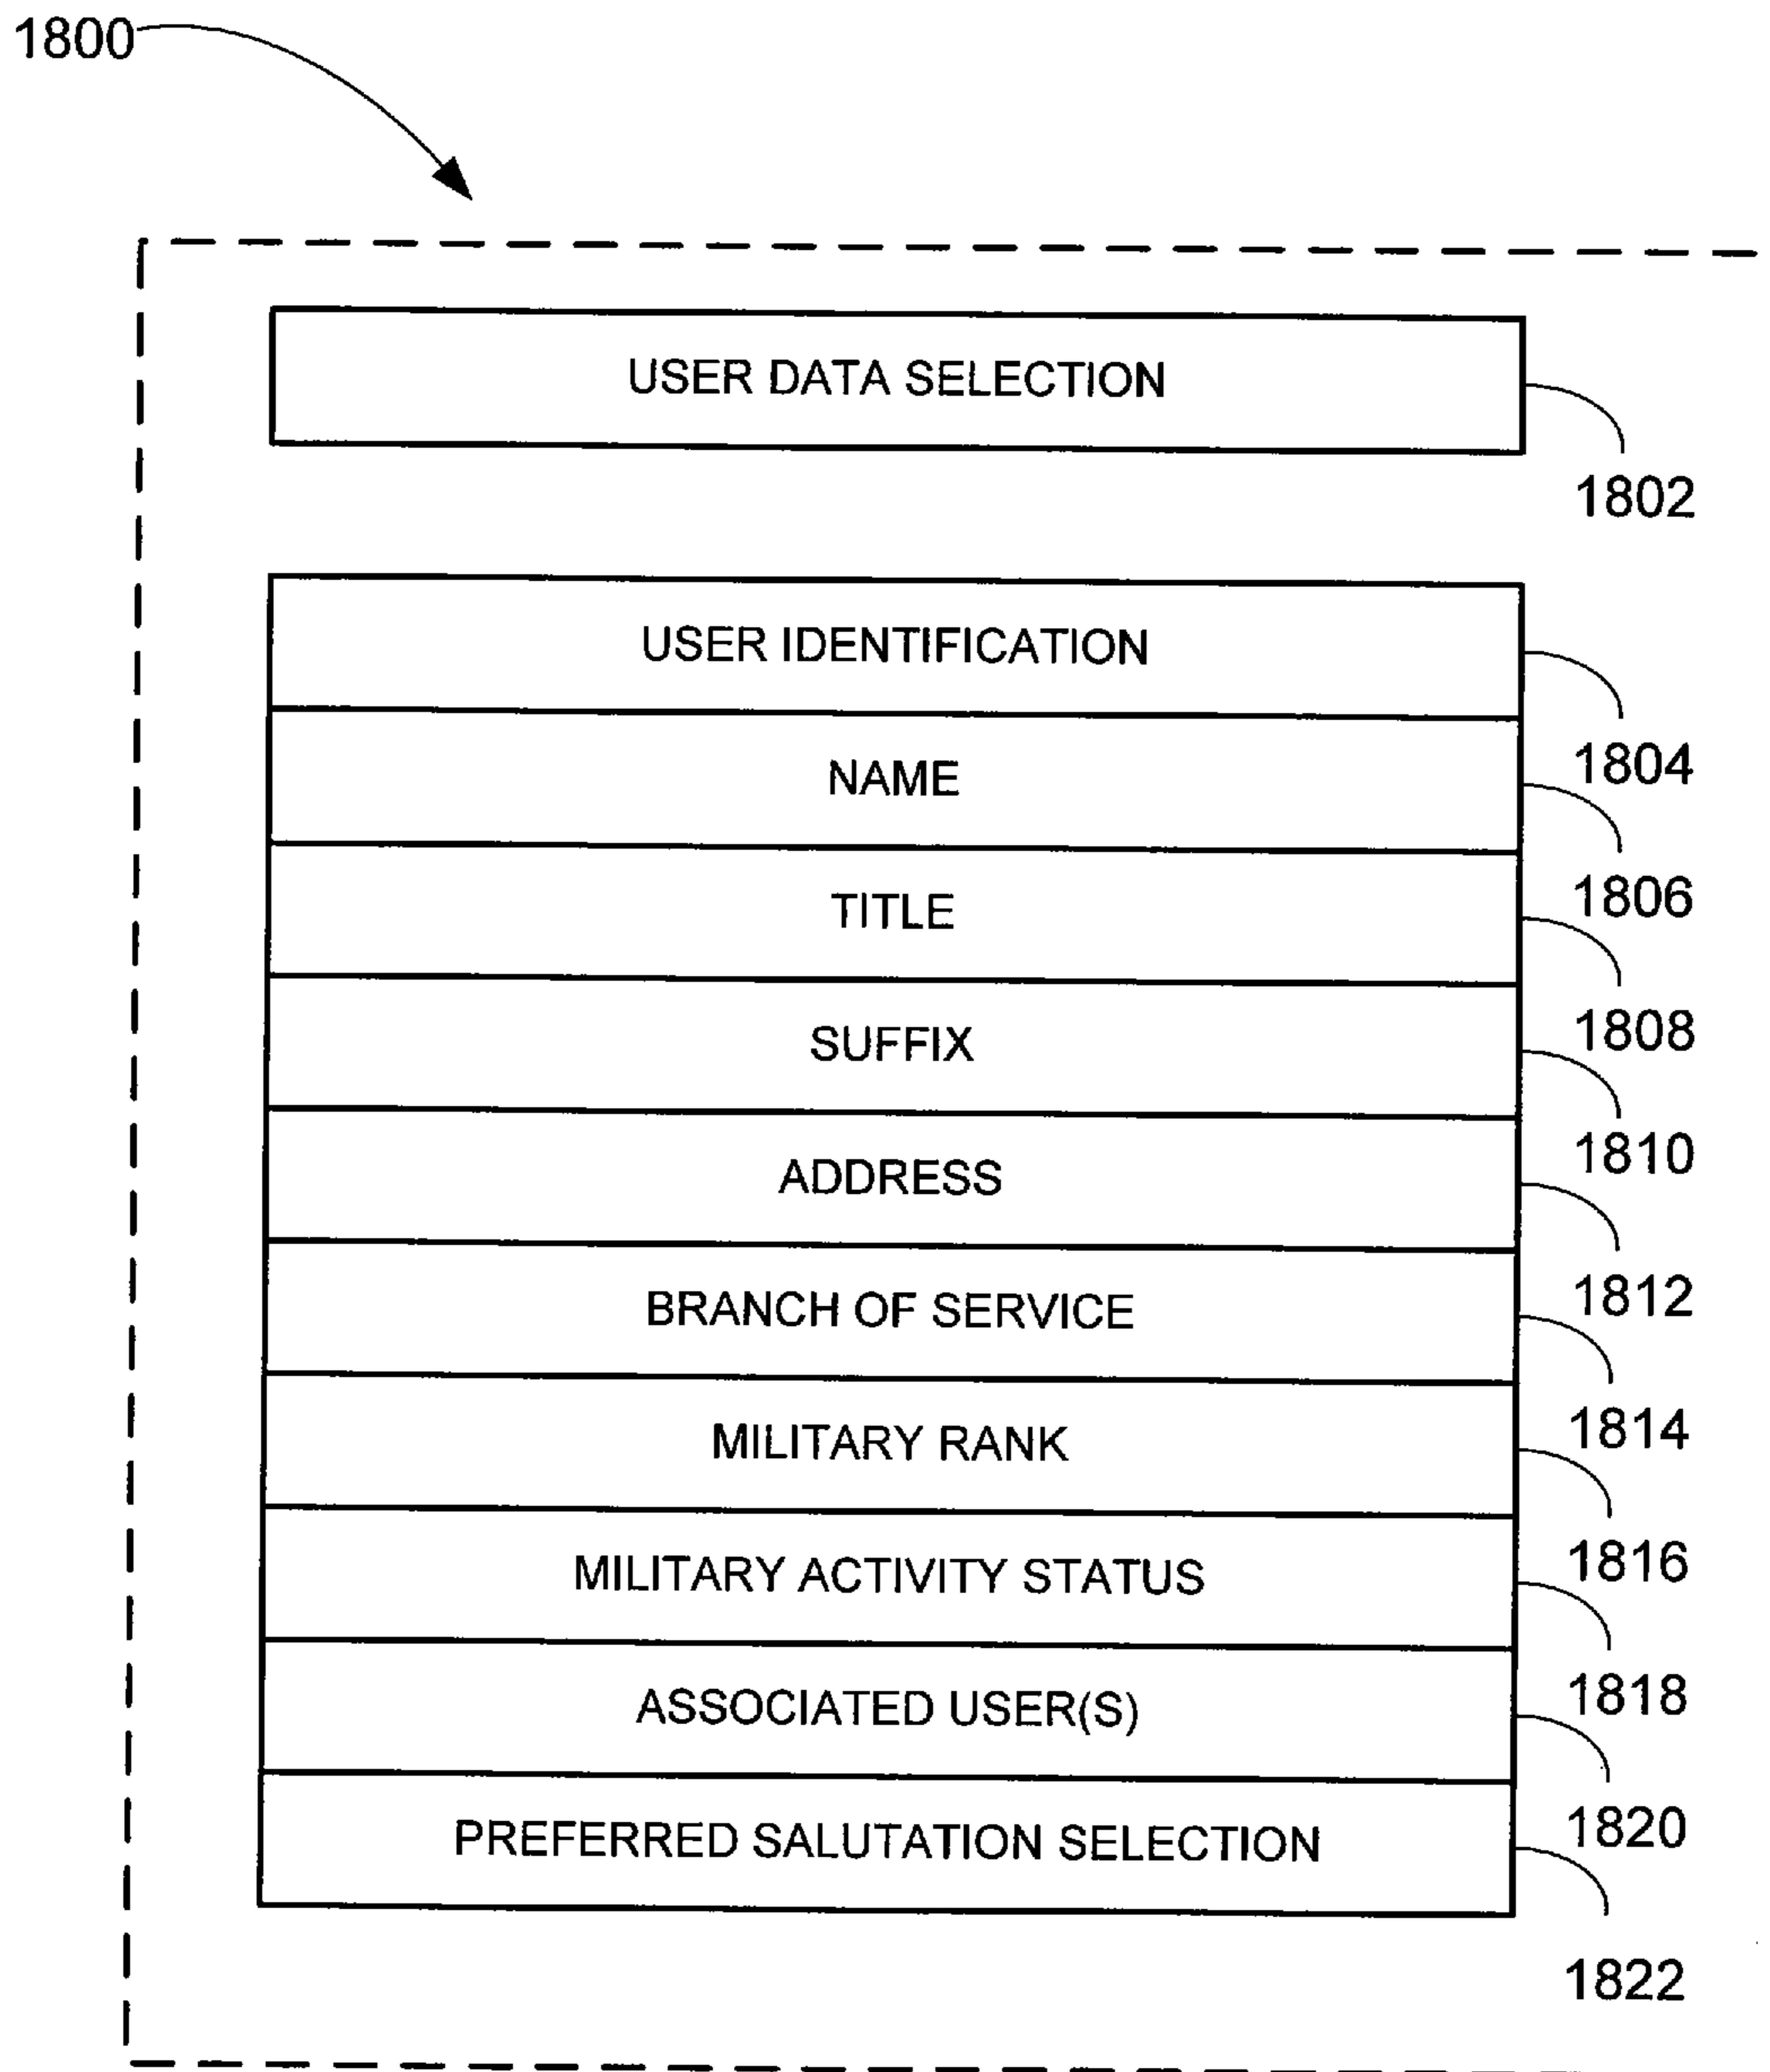 1800
USER DATA SELECTION
1802
USER IDENTIFICATION
1804
NAME
1806
TITLE
1808
SUFFIX
1810
ADDRESS
1812
BRANCH OF SERVICE
1814
MILITARY RANK
1816
MILITARY ACTIVITY STATUS
1818
ASSOCIATED USER(S)
1820
PREFERRED SALUTATION SELECTION
1822